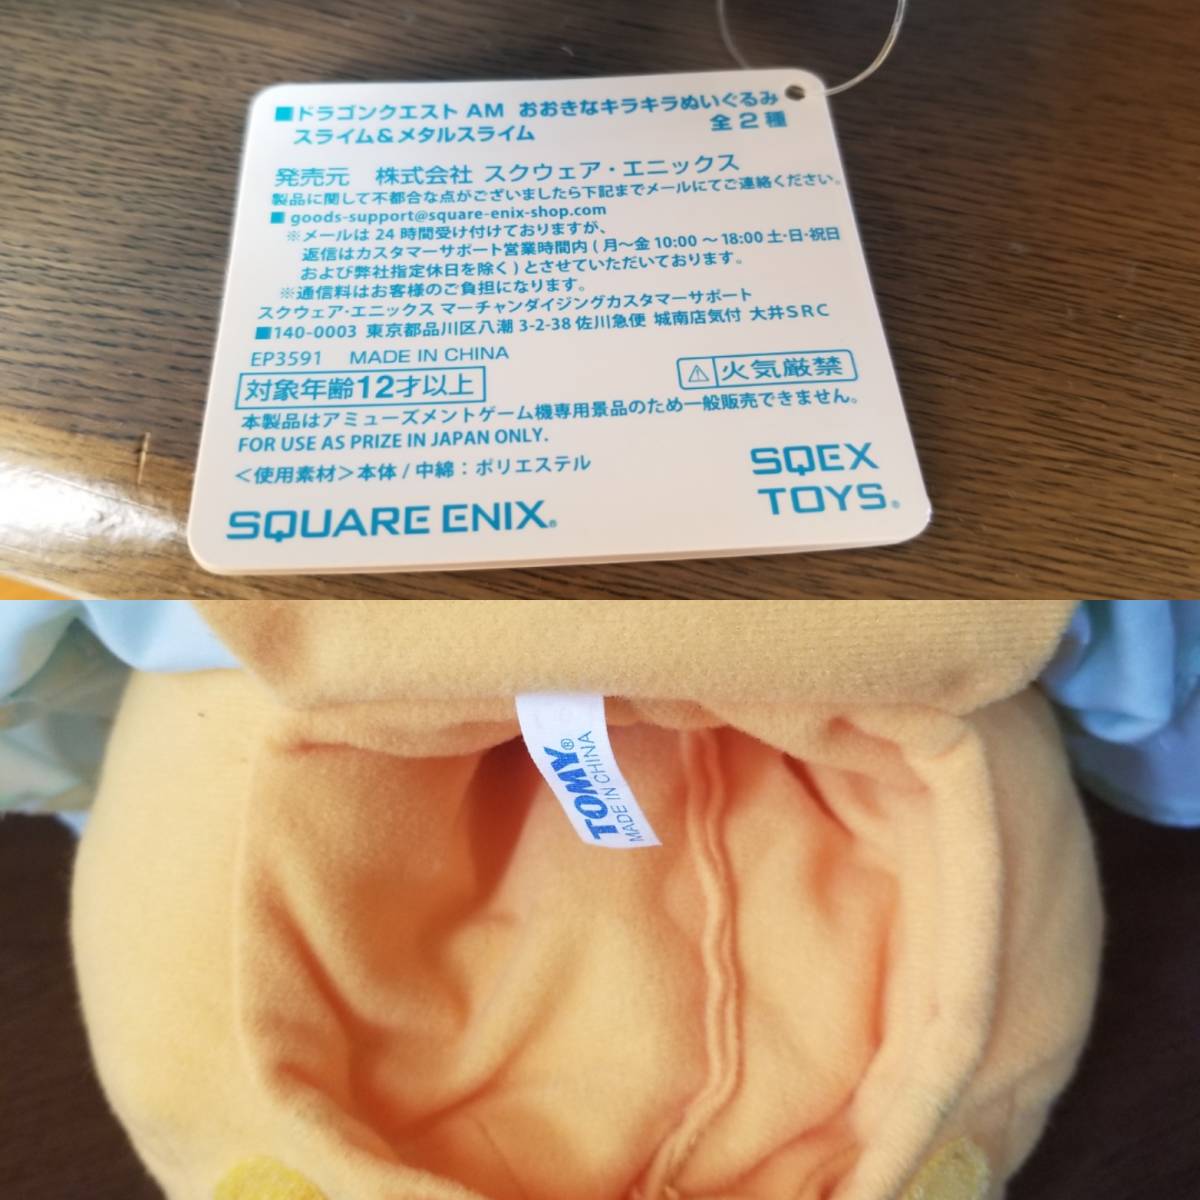 ■ドラゴンクエスト AM おおきなキラキラぬいぐるみ
スライム&メタルスライム 全2種
発売元 株式会社 スクウェア・エニックス
製品に関して不都合な点がございましたら下記までメールにてご連絡ください。
■ goods-support@square-enix-shop.com
※メールは 24 時間受け付けておりますが、
返信はカスタマーサポート営業時間内 ( 月〜金 10:00 〜 18:00 土・日・祝日
および弊社指定休日を除く ) とさせていただいております。
※通信料はお客様のご負担になります。
スクウェア・エニックス マーチャンダイジングカスタマーサポート
■140-0003 東京都品川区八潮 3-2-38 佐川急便 城南店気付 大井SRC
EP3591 MADE IN CHINA
対象年齢12才以上
⚠火気厳禁
本製品はアミューズメントゲーム機専用景品のため一般販売できません。
FOR USE AS PRIZE IN JAPAN ONLY.
<使用素材>本体 / 中綿：ポリエステル
SQUARE ENIX®
SQEX
TOYS®
TOMY®
MADE IN CHINA